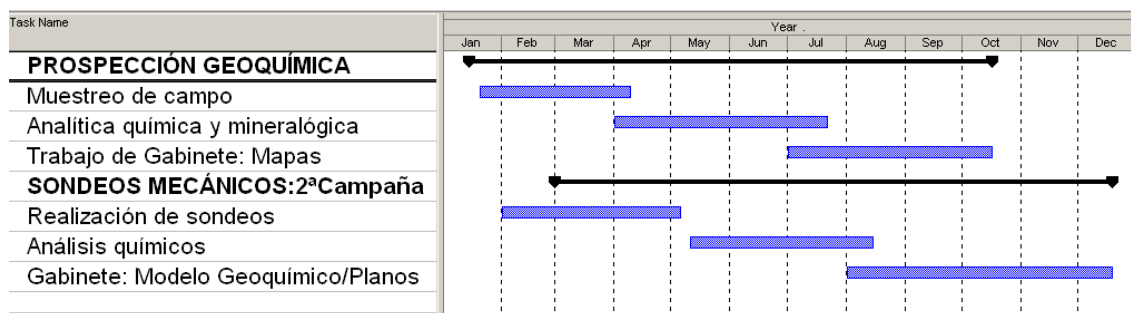 Task Name
Year .
Jan Feb Mar Apr May Jun Jul Aug Sep Oct Nov Dec
PROSPECCIÓN GEOQUÍMICA
Muestreo de campo
Analítica química y mineralógica
Trabajo de Gabinete: Mapas
SONDEOS MECÁNICOS:2ªCampaña
Realización de sondeos
Análisis químicos
Gabinete: Modelo Geoquímico/Planos